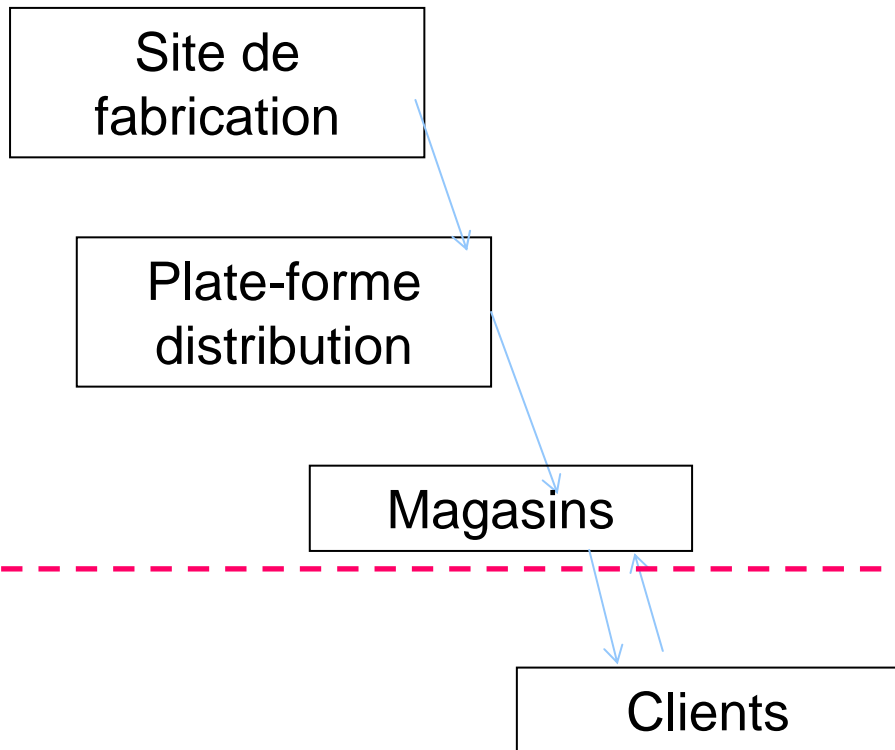 Site de
fabrication
Plate-forme
distribution
Magasins
Clients